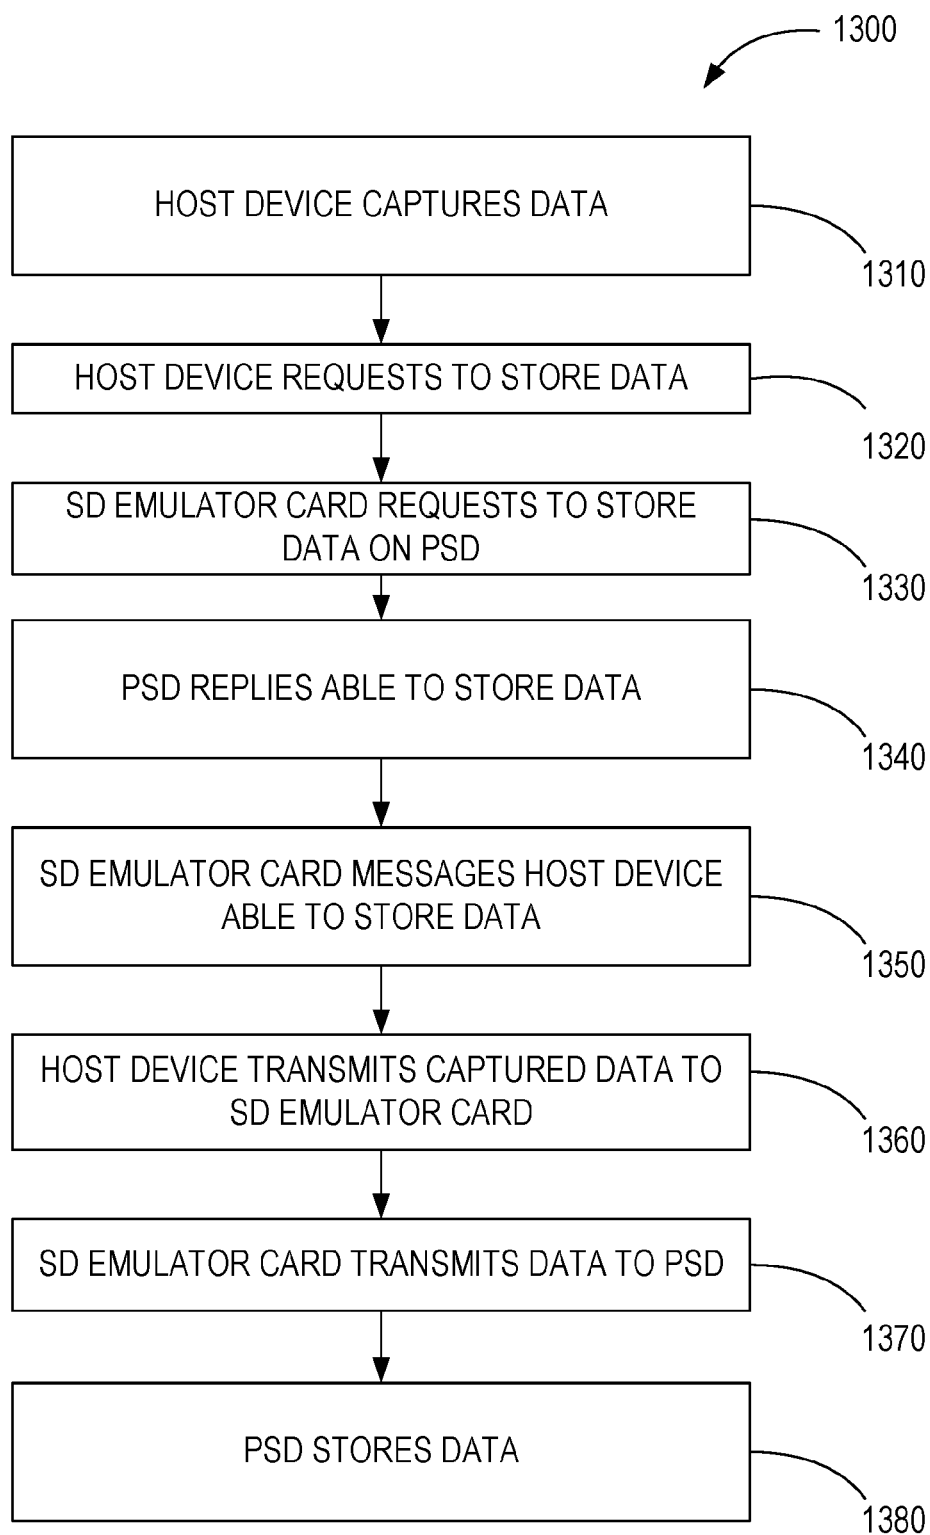 1300
HOST DEVICE CAPTURES DATA
1310
HOST DEVICE REQUESTS TO STORE DATA
1320
SD EMULATOR CARD REQUESTS TO STORE
DATA ON PSD
1330
PSD REPLIES ABLE TO STORE DATA
1340
SD EMULATOR CARD MESSAGES HOST DEVICE
ABLE TO STORE DATA
1350
HOST DEVICE TRANSMITS CAPTURED DATA TO
SD EMULATOR CARD
1360
SD EMULATOR CARD TRANSMITS DATA TO PSD
1370
PSD STORES DATA
1380